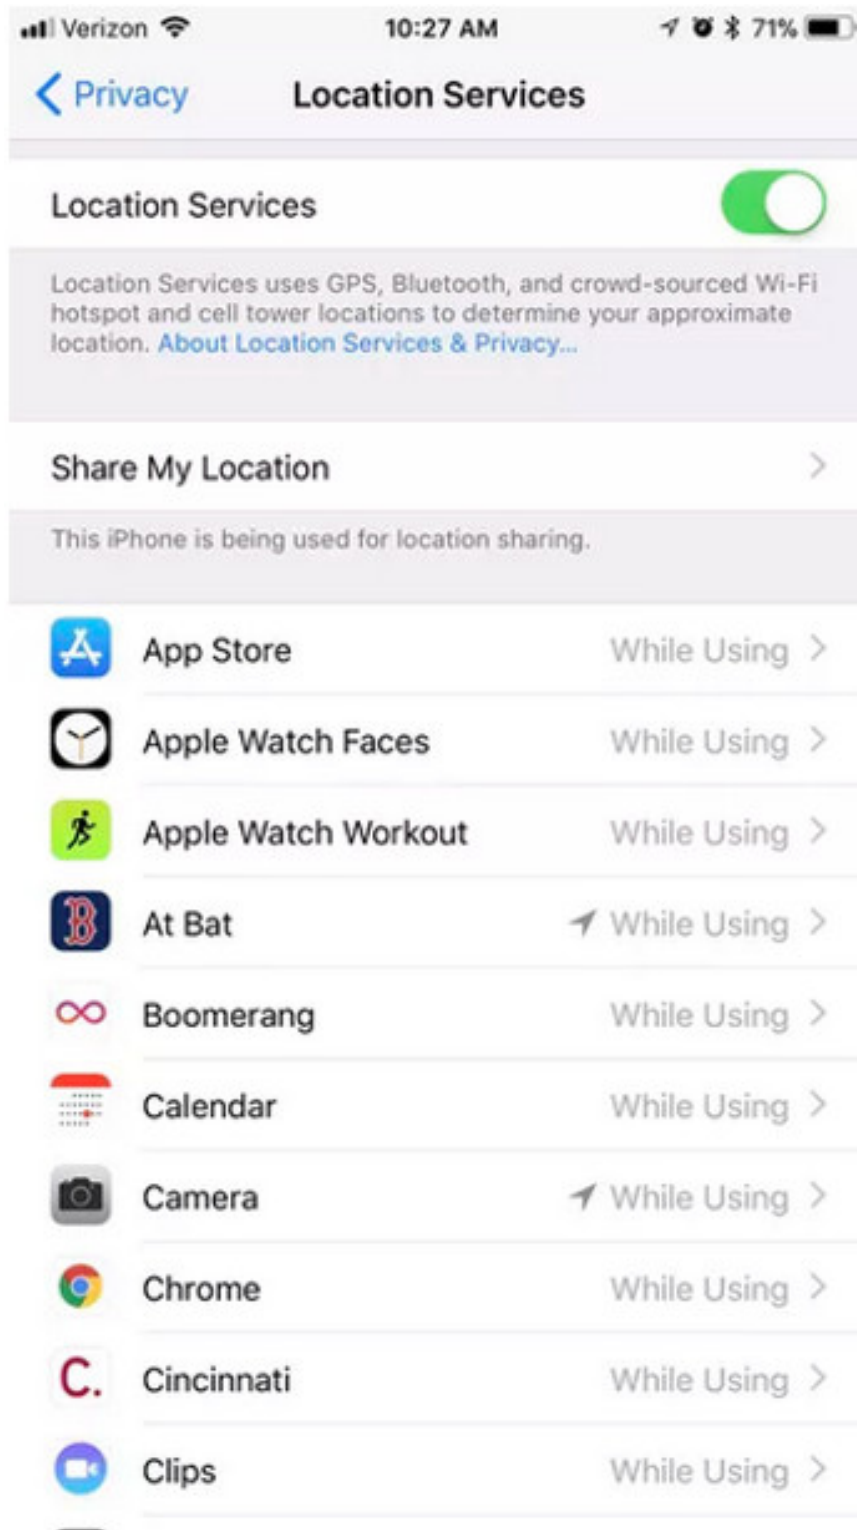 Verizon 10:27 AM 71%
Privacy Location Services
Location Services
Location Services uses GPS, Bluetooth, and crowd-sourced Wi-Fi
hotspot and cell tower locations to determine your approximate
location. About Location Services & Privacy...
Share My Location
This iPhone is being used for location sharing.
App Store While Using
Apple Watch Faces While Using
Apple Watch Workout While Using
B At Bat While Using
Boomerang While Using
Calendar While Using
Camera While Using
Chrome While Using
C. Cincinnati While Using
Clips While Using